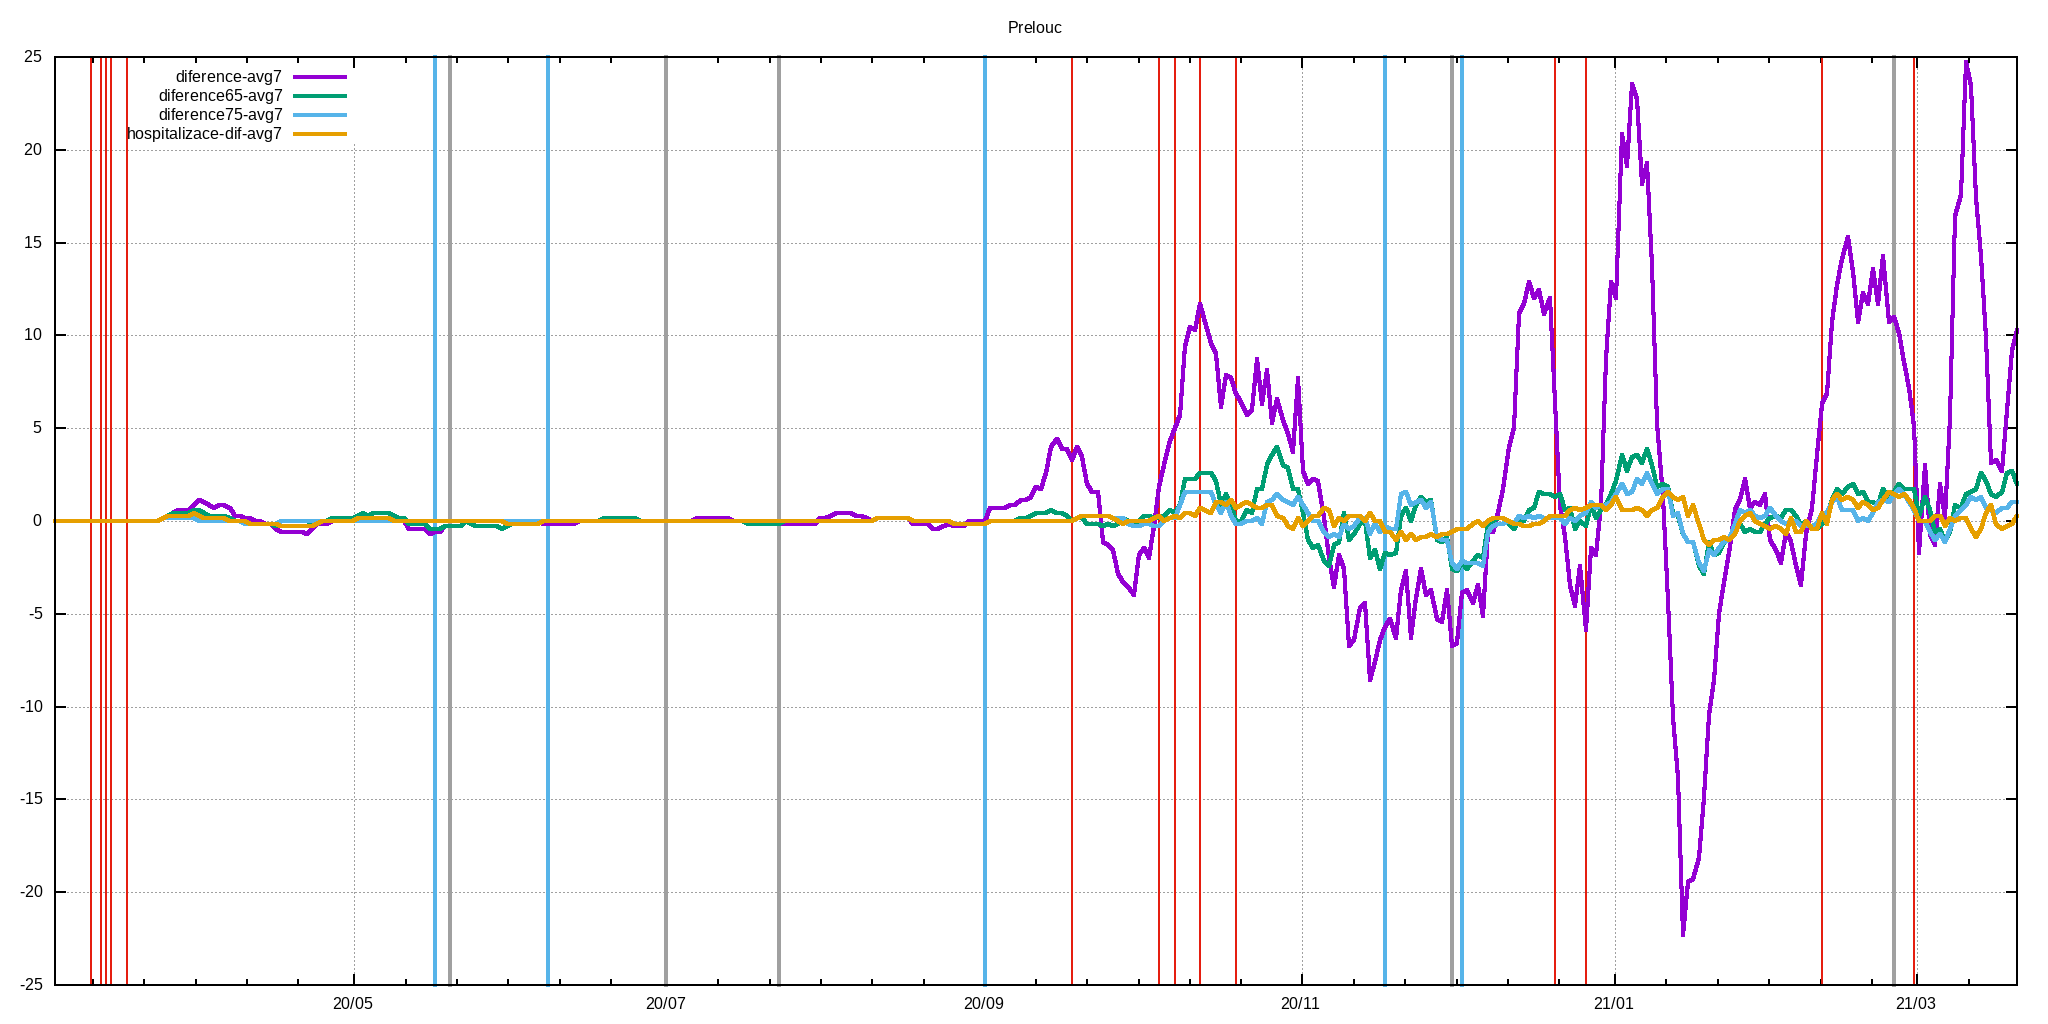 Prelouc
diference-avg7
diference65-avg7
diference75-avg7
hospitalizace-dif-avg7
25
20
15
10
5
0
-5
-10
-15
-20
-25
20/05 20/07 20/09 20/11 21/01 21/03